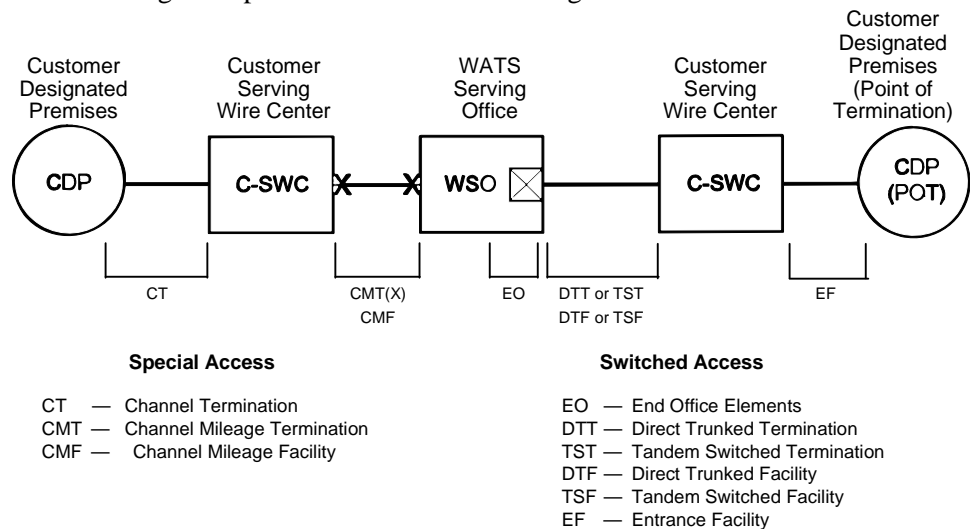 Customer
Designated
Premises
Customer
Serving
Wire Center
WATS
Serving
Office
Customer
Serving
Wire Center
Customer
Designated
Premises
(Point of
Termination)
CDP
C-SWC
X
X
WSO
C-SWC
CDP
(POT)
CT
CMT(X)
CMF
EO
DTT or TST
DTF or TSF
EF
Special Access
CT — Channel Termination
CMT — Channel Mileage Termination
CMF — Channel Mileage Facility
Switched Access
EO — End Office Elements
DTT — Direct Trunked Termination
TST — Tandem Switched Termination
DTF — Direct Trunked Facility
TSF — Tandem Switched Facility
EF — Entrance Facility